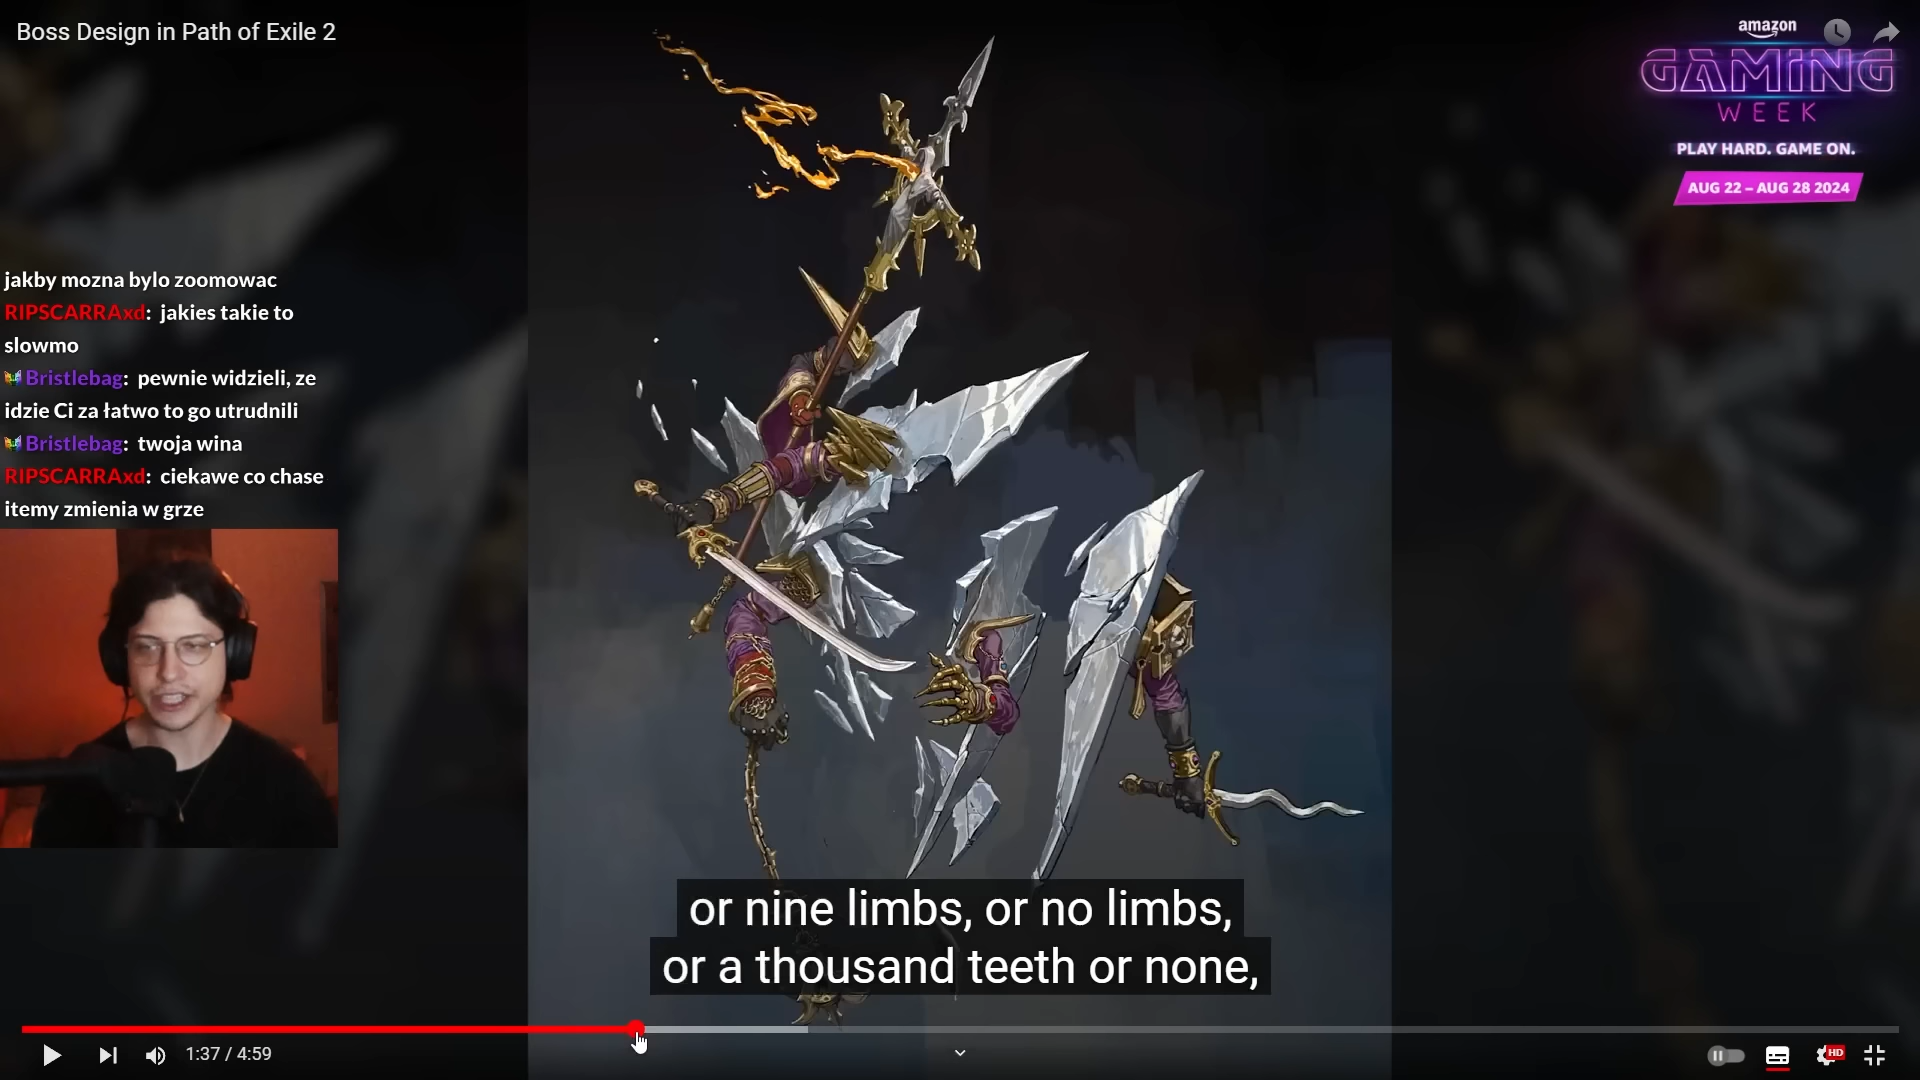 Boss Design in Path of Exile 2
amazon
GAMING
WEEK
PLAY HARD. GAME ON.
AUG 22 – AUG 28 2024
jakby mozna bylo zoomowac
RIPSCARRAxd: jakies takie to
slowmo
Bristlebag: pewnie widzieli, ze
idzie Ci za łatwo to go utrudnili
Bristlebag: twoja wina
RIPSCARRAxd: ciekawe co chase
itemy zmienia w grze
or nine limbs, or no limbs,
or a thousand teeth or none,
1:37 / 4:59
HD